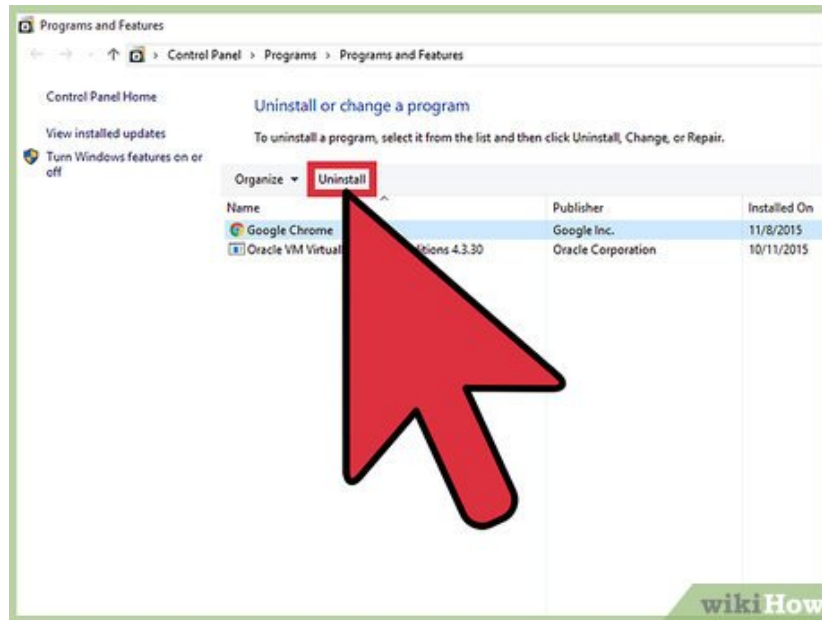 Programs and Features
Control Panel > Programs > Programs and Features
Control Panel Home
View installed updates
Turn Windows features on or
off
Uninstall or change a program
To uninstall a program, select it from the list and then click Uninstall, Change, or Repair.
Organize Uninstall
Name Publisher Installed On
Google Chrome Google Inc. 11/8/2015
Oracle VM 4.3.30 Oracle Corporation 10/11/2015
wikiHow